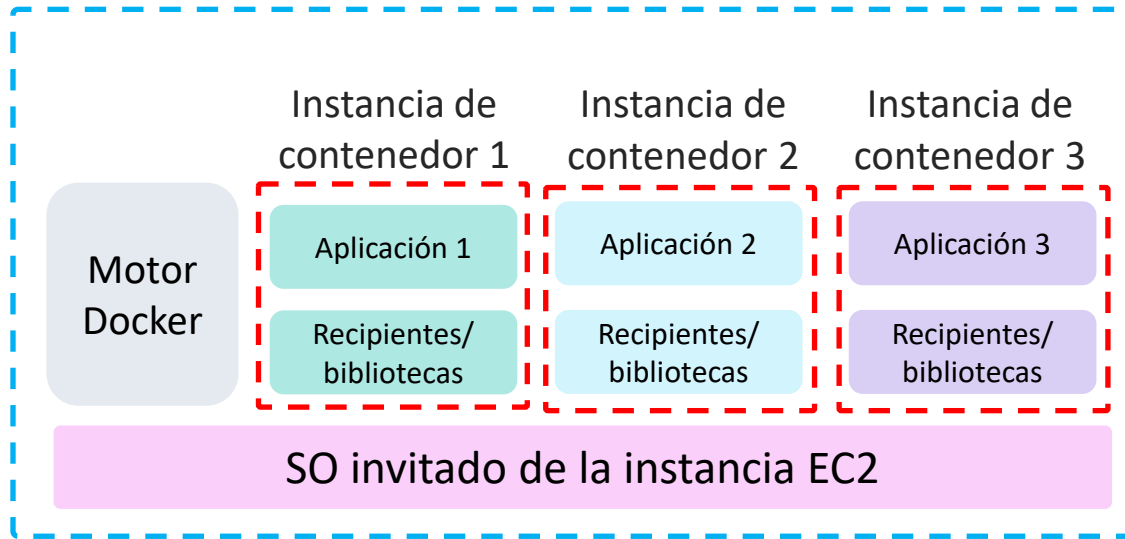 Instancia de
contenedor 1
Instancia de
contenedor 2
Instancia de
contenedor 3
Motor
Docker
Aplicación 1
Recipientes/
bibliotecas
Aplicación 2
Recipientes/
bibliotecas
Aplicación 3
Recipientes/
bibliotecas
SO invitado de la instancia EC2